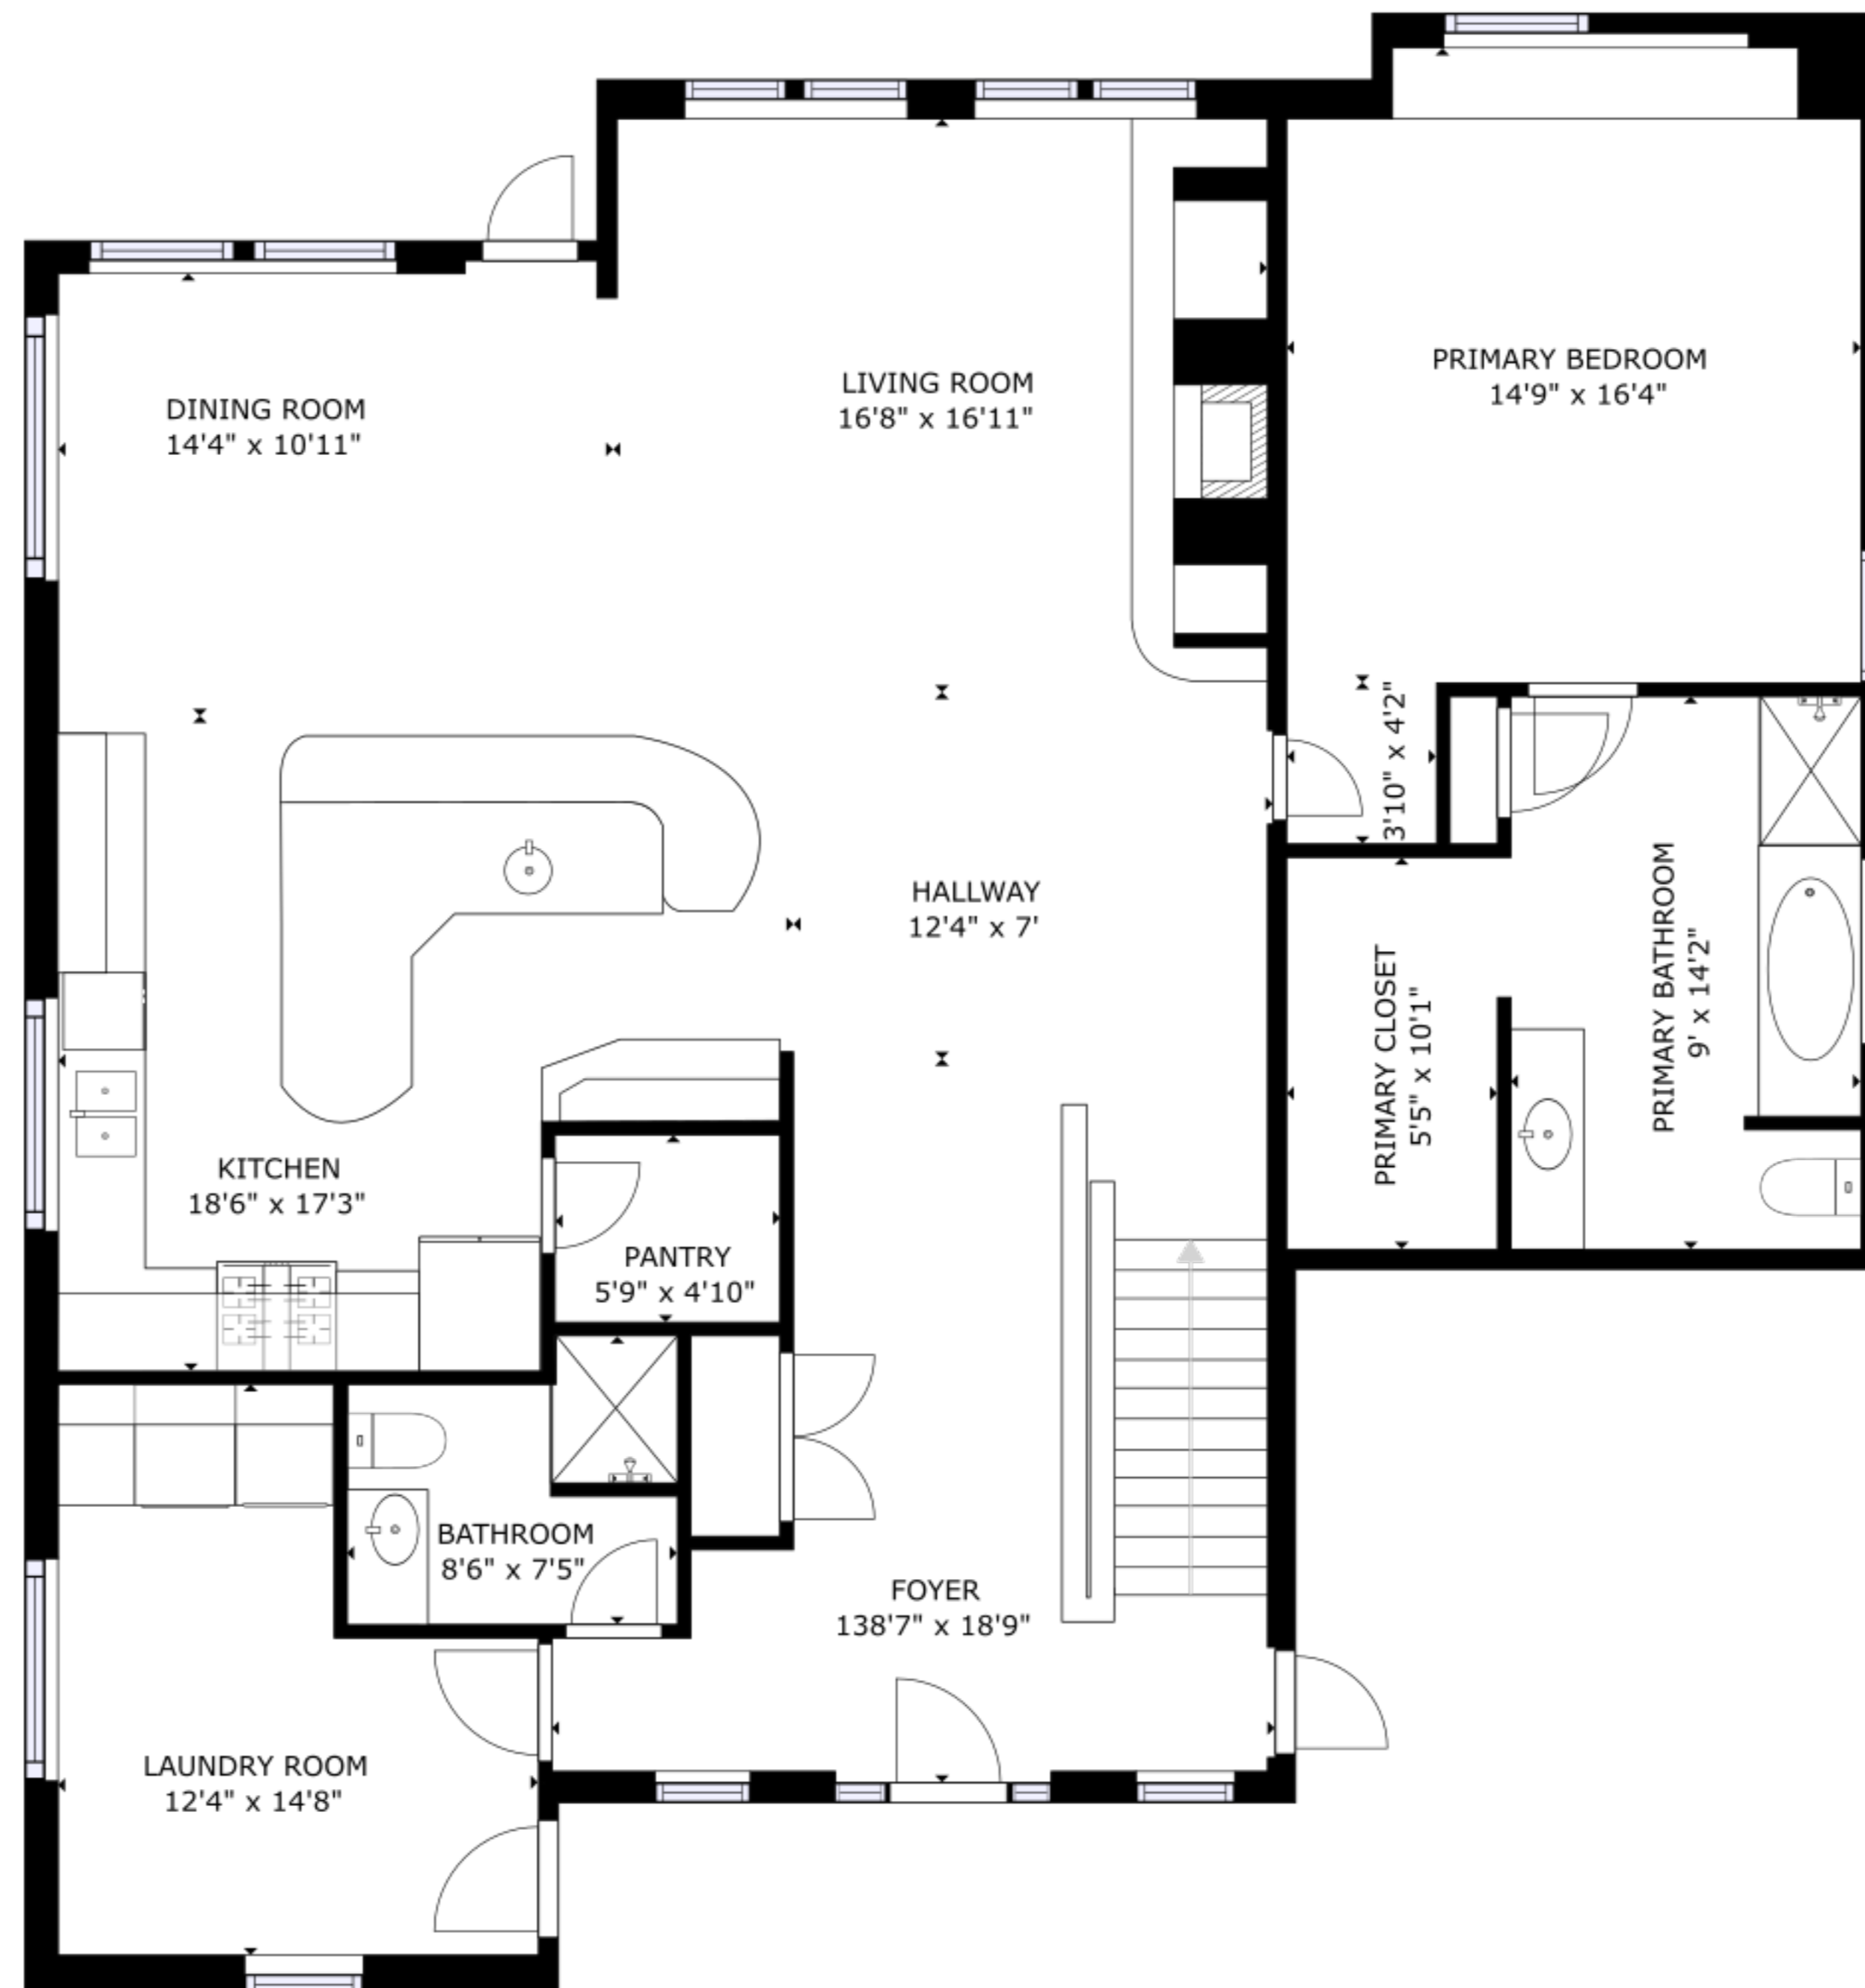 PRIMARY BEDROOM
14'9" x 16'4"
LIVING ROOM
16'8" x 16'11"
DINING ROOM
14'4" x 10'11"
3'10" x 4'2"
HALLWAY
12'4" x 7'
PRIMARY BATHROOM
9' x 14'2"
PRIMARY CLOSET
5'5" x 10'1"
KITCHEN
18'6" x 17'3"
PANTRY
5'9" x 4'10"
BATHROOM
8'6" x 7'5"
FOYER
138'7" x 18'9"
LAUNDRY ROOM
12'4" x 14'8"